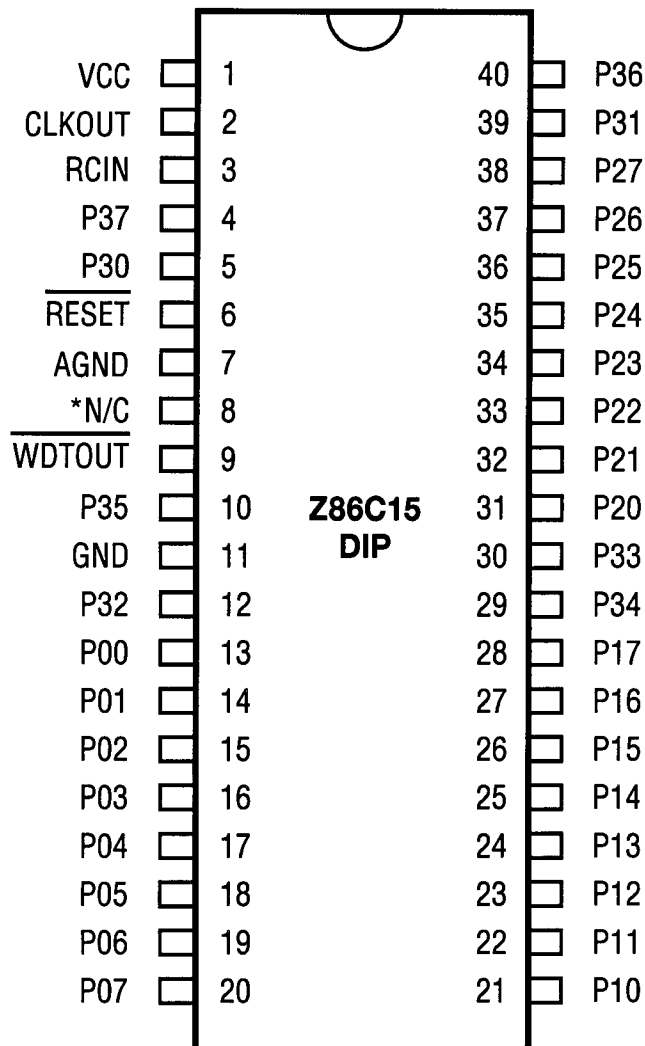 VCC 1 40 P36
CLKOUT 2 39 P31
RCIN 3 38 P27
P37 4 37 P26
P30 5 36 P25
RESET 6 35 P24
AGND 7 34 P23
*N/C 8 33 P22
WDTOUT 9 32 P21
P35 10 Z86C15 31 P20
GND 11 DIP 30 P33
P32 12 29 P34
P00 13 28 P17
P01 14 27 P16
P02 15 26 P15
P03 16 25 P14
P04 17 24 P13
P05 18 23 P12
P06 19 22 P11
P07 20 21 P10